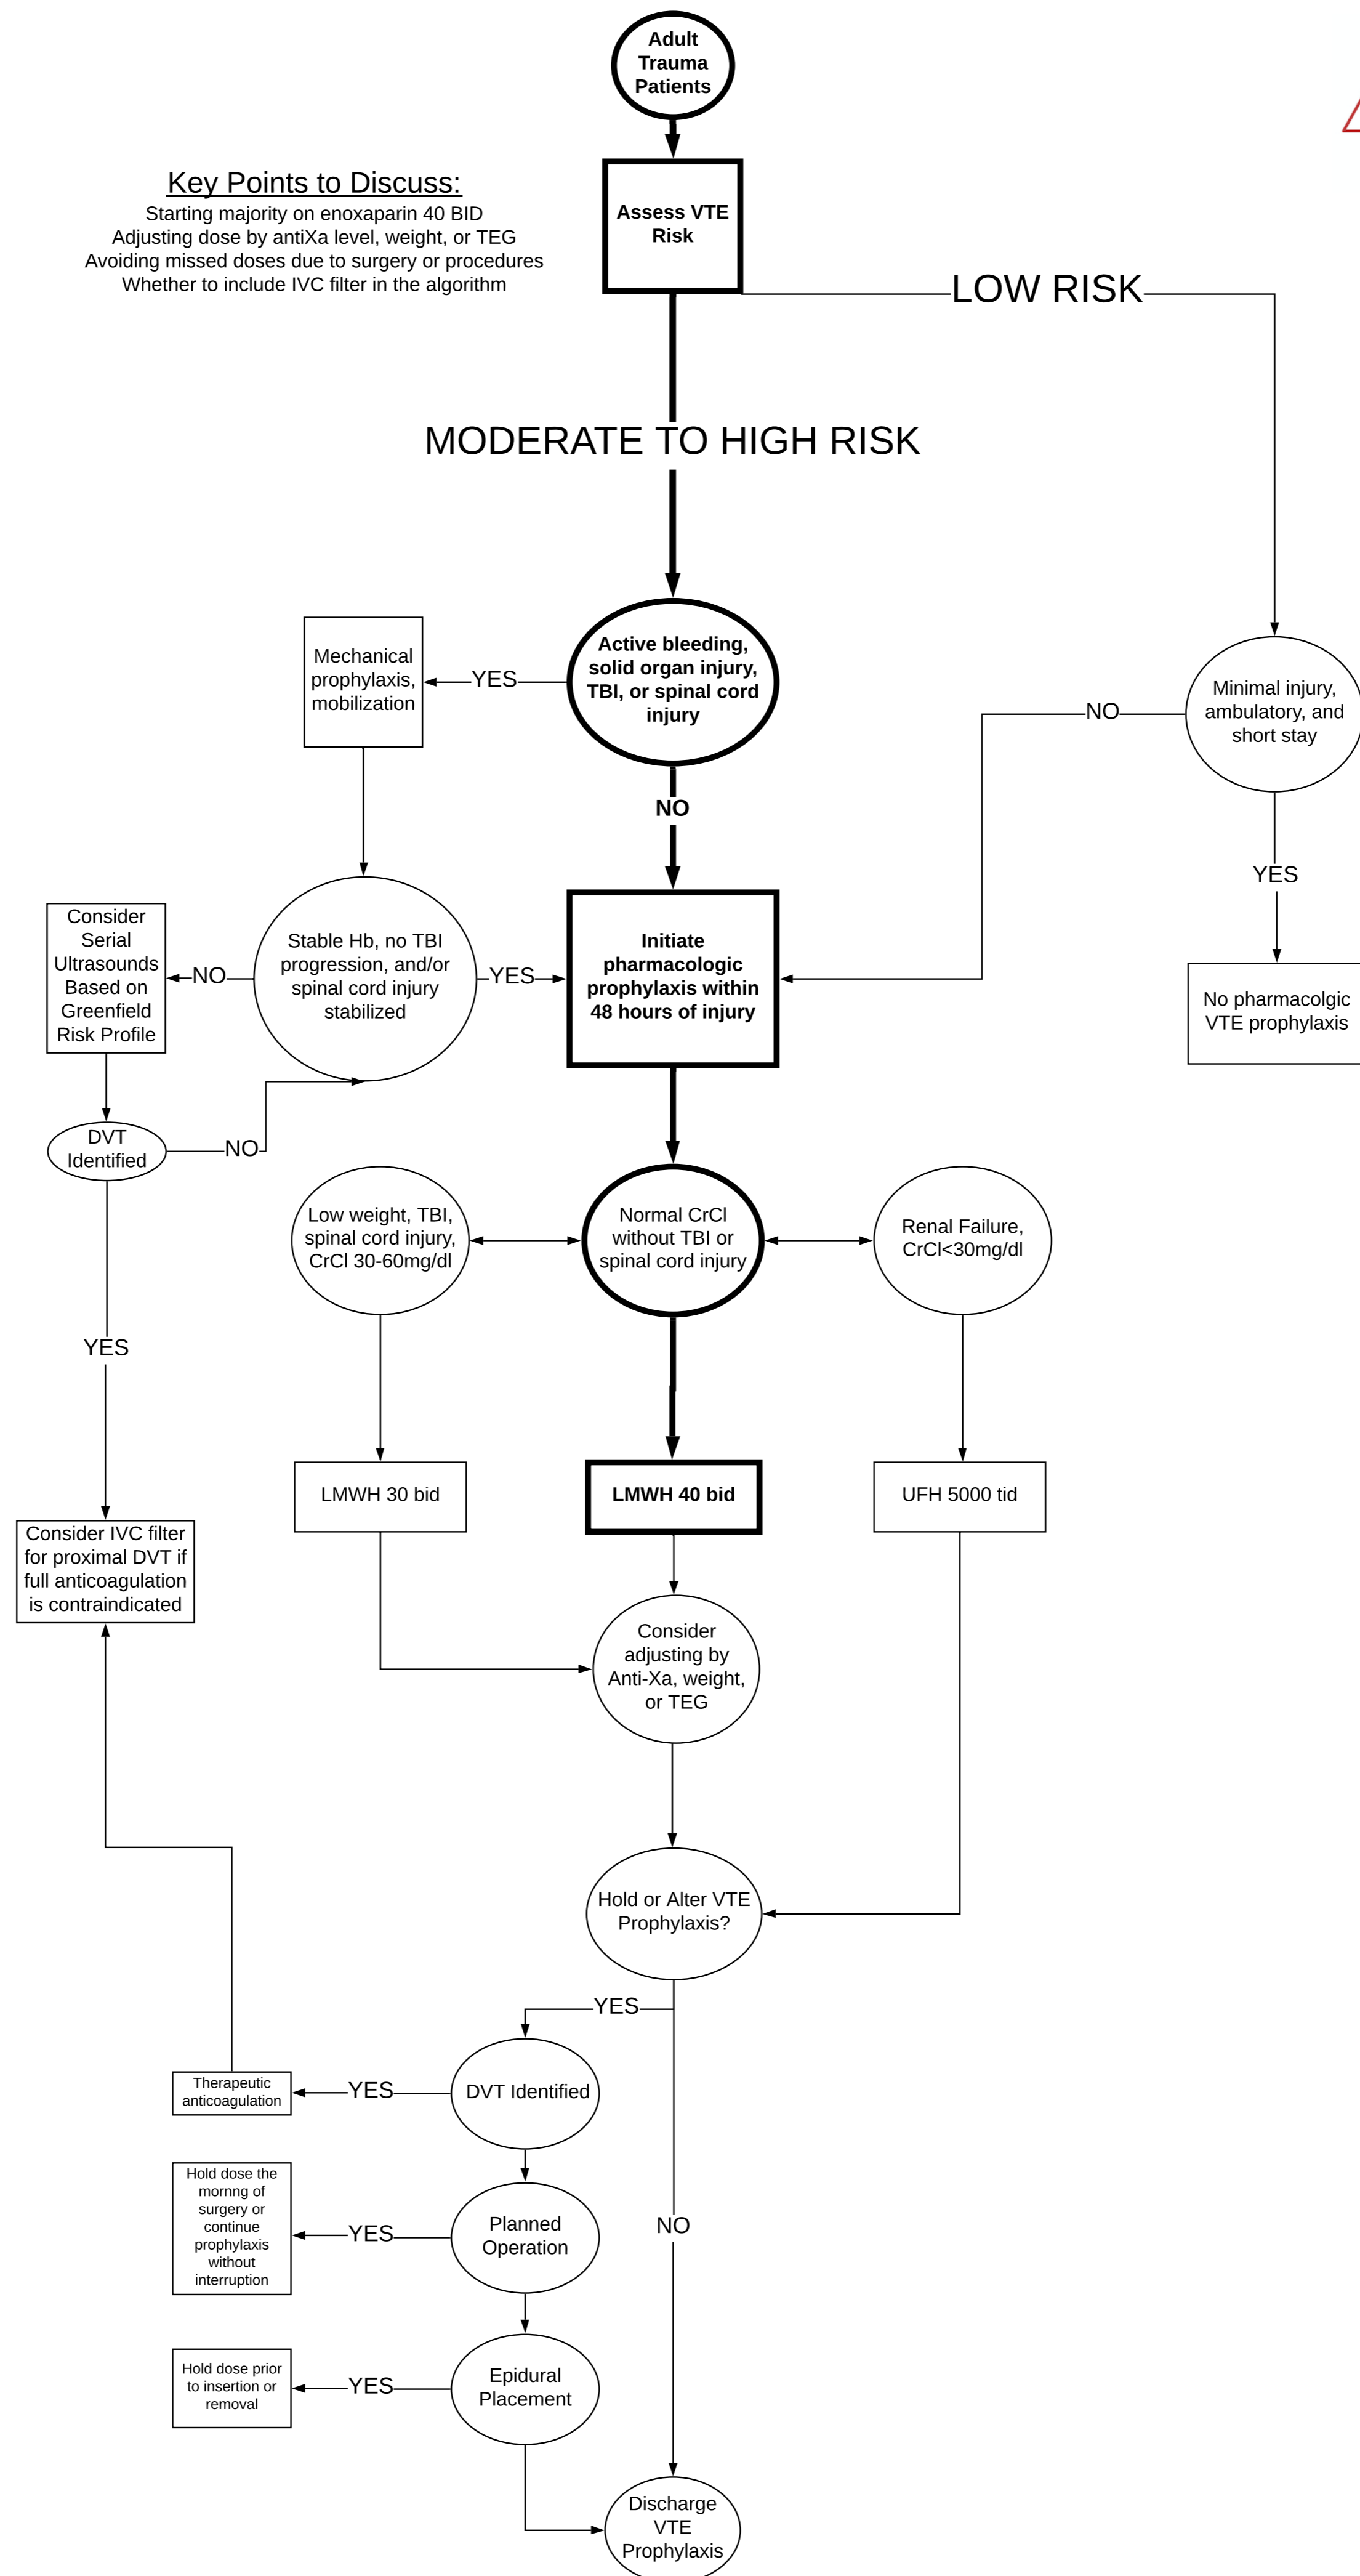 Adult
Trauma
Patients
Key Points to Discuss:
Starting majority on enoxaparin 40 BID
Adjusting dose by antiXa level, weight, or TEG
Avoiding missed doses due to surgery or procedures
Whether to include IVC filter in the algorithm
Assess VTE
Risk
LOW RISK
MODERATE TO HIGH RISK
Mechanical
prophylaxis,
mobilization
YES
Active bleeding,
solid organ injury,
TBI, or spinal cord
injury
NO
Minimal injury,
ambulatory, and
short stay
NO
YES
Consider
Serial
Ultrasounds
Based on
Greenfield
Risk Profile
NO
Stable Hb, no TBI
progression, and/or
spinal cord injury
stabilized
YES
Initiate
pharmacologic
prophylaxis within
48 hours of injury
No pharmacolgic
VTE prophylaxis
DVT
Identified
NO
Low weight, TBI,
spinal cord injury,
CrCl 30-60mg/dl
Normal CrCl
without TBI or
spinal cord injury
Renal Failure,
CrCl<30mg/dl
YES
LMWH 30 bid
LMWH 40 bid
UFH 5000 tid
Consider IVC filter
for proximal DVT if
full anticoagulation
is contraindicated
Consider
adjusting by
Anti-Xa, weight,
or TEG
Hold or Alter VTE
Prophylaxis?
YES
Therapeutic
anticoagulation
YES
DVT Identified
Hold dose the
mornng of
surgery or
continue
prophylaxis
without
interruption
YES
Planned
Operation
NO
Hold dose prior
to insertion or
removal
YES
Epidural
Placement
Discharge
VTE
Prophylaxis